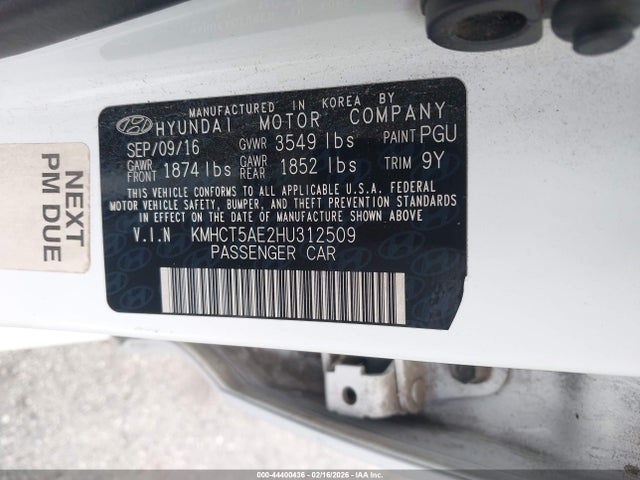 MANUFACTURED IN KOREA BY
HYUNDAI MOTOR COMPANY
SEP/09/16 GVWR 3549 lbs PAINT PGU
GAWR FRONT 1874 lbs GAWR REAR 1852 lbs TRIM 9Y
THIS VEHICLE CONFORMS TO ALL APPLICABLE U.S.A. FEDERAL
MOTOR VEHICLE SAFETY, BUMPER, AND THEFT PREVENTION STANDARDS
IN EFFECT ON THE DATE OF MANUFACTURE SHOWN ABOVE.
V.I.N KMHCT5AE2HU312509
PASSENGER CAR
NEXT
PM DUE
000-44400436 - 02/16/2026 - IAA Inc.